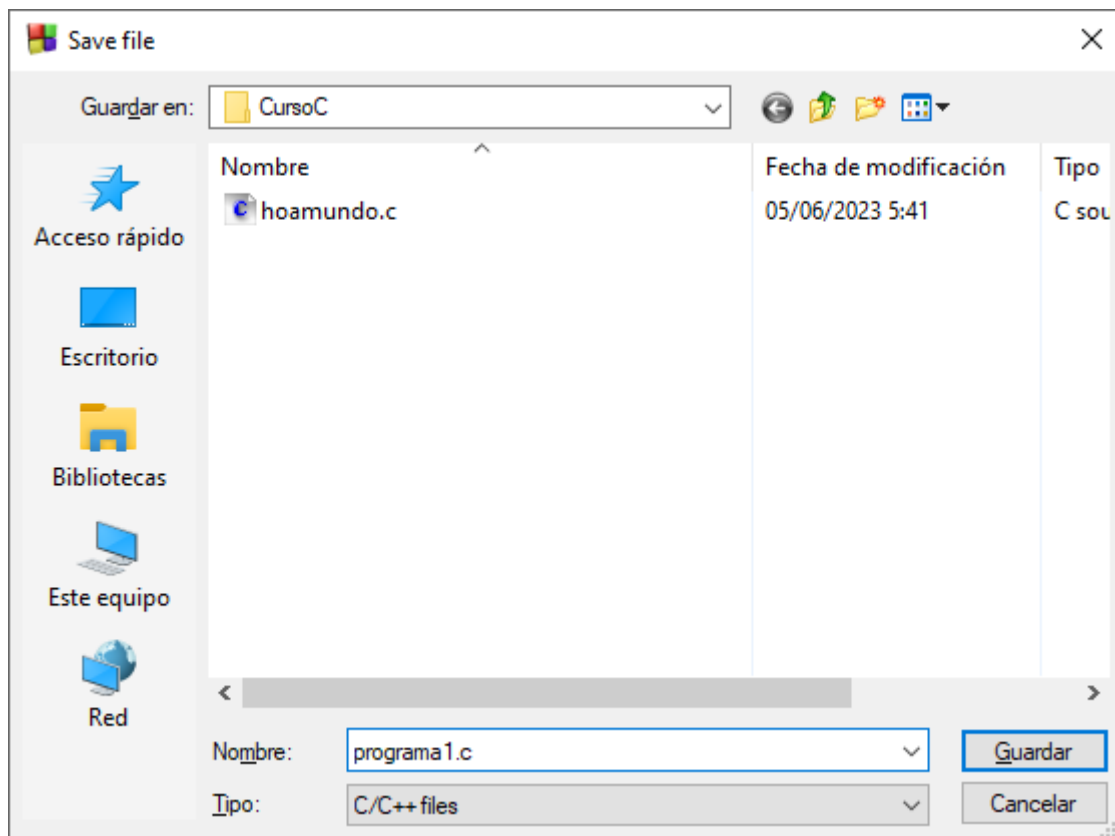 Save file
Guardar en:
CursoC
Nombre
Fecha de modificación
Tipo
hoamundo.c
05/06/2023 5:41
C sou
Acceso rápido
Escritorio
Bibliotecas
Este equipo
Red
Nombre:
programa1.c
Guardar
Tipo:
C/C++ files
Cancelar